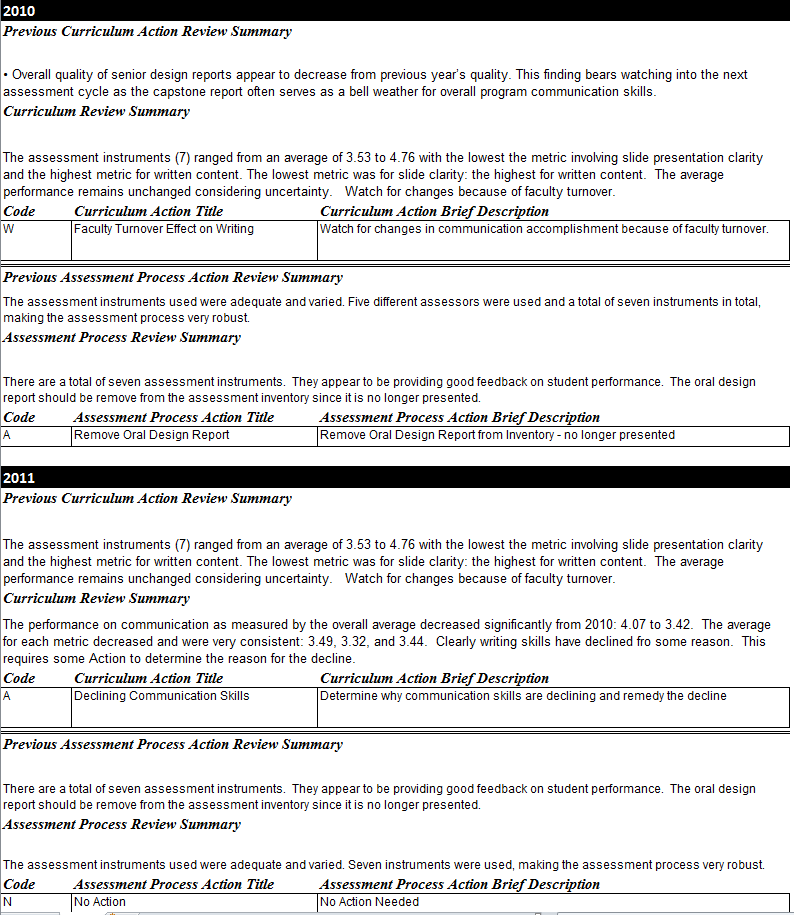 2010
Previous Curriculum Action Review Summary
• Overall quality of senior design reports appear to decrease from previous year's quality. This finding bears watching into the next
assessment cycle as the capstone report often serves as a bell weather for overall program communication skills.
Curriculum Review Summary
The assessment instruments (7) ranged from an average of 3.53 to 4.76 with the lowest the metric involving slide presentation clarity
and the highest metric for written content. The lowest metric was for slide clarity: the highest for written content. The average
performance remains unchanged considering uncertainty. Watch for changes because of faculty turnover.
Code Curriculum Action Title Curriculum Action Brief Description
W Faculty Turnover Effect on Writing Watch for changes in communication accomplishment because of faculty turnover.
Previous Assessment Process Action Review Summary
The assessment instruments used were adequate and varied. Five different assessors were used and a total of seven instruments in total,
making the assessment process very robust.
Assessment Process Review Summary
There are a total of seven assessment instruments. They appear to be providing good feedback on student performance. The oral design
report should be remove from the assessment inventory since it is no longer presented.
Code Assessment Process Action Title Assessment Process Action Brief Description
A Remove Oral Design Report Remove Oral Design Report from Inventory - no longer presented
2011
Previous Curriculum Action Review Summary
The assessment instruments (7) ranged from an average of 3.53 to 4.76 with the lowest the metric involving slide presentation clarity
and the highest metric for written content. The lowest metric was for slide clarity: the highest for written content. The average
performance remains unchanged considering uncertainty. Watch for changes because of faculty turnover.
Curriculum Review Summary
The performance on communication as measured by the overall average decreased significantly from 2010: 4.07 to 3.42. The average
for each metric decreased and were very consistent: 3.49, 3.32, and 3.44. Clearly writing skills have declined fro some reason. This
requires some Action to determine the reason for the decline.
Code Curriculum Action Title Curriculum Action Brief Description
A Declining Communication Skills Determine why communication skills are declining and remedy the decline
Previous Assessment Process Action Review Summary
There are a total of seven assessment instruments. They appear to be providing good feedback on student performance. The oral design
report should be remove from the assessment inventory since it is no longer presented.
Assessment Process Review Summary
The assessment instruments used were adequate and varied. Seven instruments were used, making the assessment process very robust.
Code Assessment Process Action Title Assessment Process Action Brief Description
N No Action No Action Needed